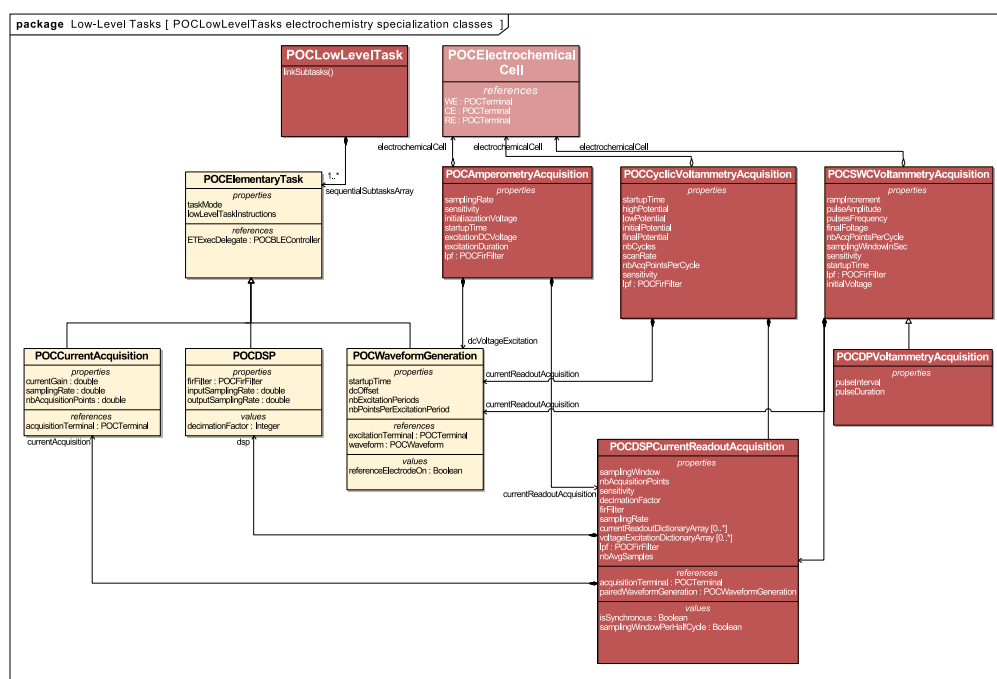 package Low-Level Tasks [ POCLowLevelTasks electrochemistry specialization classes ]
POCLowLevelTask
linkSubtasks()
POCElectrochemical
Cell
references
WE : POCTerminal
CE : POCTerminal
RE : POCTerminal
electrochemicalCell
electrochemicalCell
electrochemicalCell
1..*
sequentialSubtasksArray
POCElementaryTask
properties
taskMode
lowLevelTaskInstructions
references
ETExecDelegate : POCBLEController
POCAmperometryAcquisition
properties
samplingRate
sensitivity
initialiazationVoltage
startupTime
excitationDCVoltage
excitationDuration
lpf : POCFirFilter
POCCyclicVoltammetryAcquisition
properties
startupTime
highPotential
lowPotential
initialPotential
finalPotential
nbCycles
scanRate
nbAcqPointsPerCycle
sensitivity
lpf : POCFirFilter
POCSWCVoltammetryAcquisition
properties
rampIncrement
pulseAmplitude
pulsesFrequency
finalFoltage
nbAcqPointsPerCycle
samplingWindowInSec
sensitivity
startupTime
lpf : POCFirFilter
initialVoltage
dcVoltageExcitation
POCCurrentAcquisition
properties
currentGain : double
samplingRate : double
nbAcquisitionPoints : double
references
acquisitionTerminal : POCTerminal
currentAcquisition
POCDSP
properties
firFilter : POCFirFilter
inputSamplingRate : double
outputSamplingRate : double
values
decimationFactor : Integer
dsp
POCWaveformGeneration
properties
startupTime
dcOffset
nbExcitationPeriods
nbPointsPerExcitationPeriod
references
excitationTerminal : POCTerminal
waveform : POCWaveform
values
referenceElectrodeOn : Boolean
currentReadoutAcquisition
currentReadoutAcquisition
POCDPVoltammetryAcquisition
properties
pulseInterval
pulseDuration
currentReadoutAcquisition
POCDSPCurrentReadoutAcquisition
properties
samplingWindow
nbAcquisitionPoints
sensitivity
decimationFactor
firFilter
samplingRate
currentReadoutDictionaryArray [0..*]
voltageExcitationDictionaryArray [0..*]
lpf : POCFirFilter
nbAvgSamples
references
acquisitionTerminal : POCTerminal
pairedWaveformGeneration : POCWaveformGeneration
values
isSynchronous : Boolean
samplingWindowPerHalfCycle : Boolean